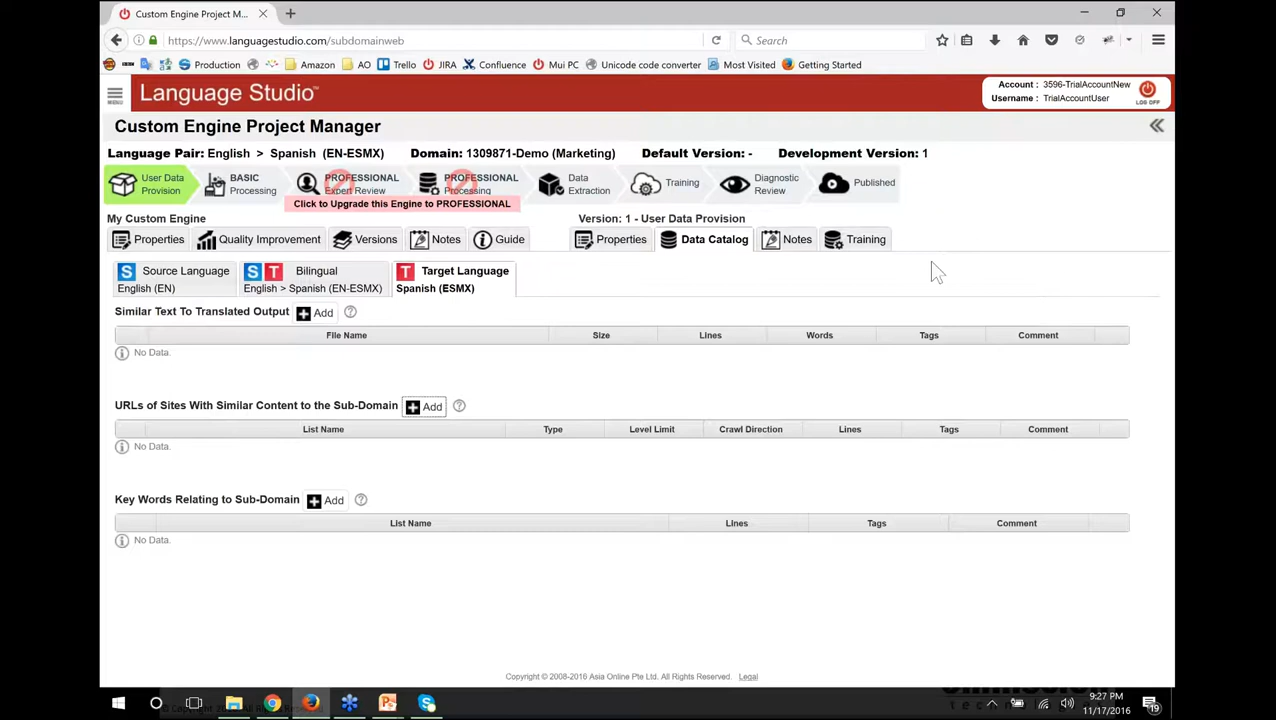 Custom Engine Project M...
https://www.languagestudio.com/subdomainweb
Search
Production
Amazon
AO
Trello
JIRA
Confluence
Mui PC
Unicode code converter
Most Visited
Getting Started
MENU
Language Studio™
Account : 3596-TrialAccountNew
Username : TrialAccountUser
LOG OFF
Custom Engine Project Manager
Language Pair: English > Spanish (EN-ESMX) Domain: 1309871-Demo (Marketing) Default Version: - Development Version: 1
User Data Provision
BASIC Processing
PROFESSIONAL Expert Review
PROFESSIONAL Processing
Data Extraction
Training
Diagnostic Review
Published
Click to Upgrade this Engine to PROFESSIONAL
My Custom Engine
Version: 1 - User Data Provision
Properties
Quality Improvement
Versions
Notes
Guide
Properties
Data Catalog
Notes
Training
S Source Language
English (EN)
S T Bilingual
English > Spanish (EN-ESMX)
T Target Language
Spanish (ESMX)
Similar Text To Translated Output Add ?
File Name Size Lines Words Tags Comment
No Data.
URLs of Sites With Similar Content to the Sub-Domain Add ?
List Name Type Level Limit Crawl Direction Lines Tags Comment
No Data.
Key Words Relating to Sub-Domain Add ?
List Name Lines Tags Comment
No Data.
Copyright © 2008-2016 Asia Online Pte Ltd. All Rights Reserved. Legal
9:27 PM
11/17/2016
19